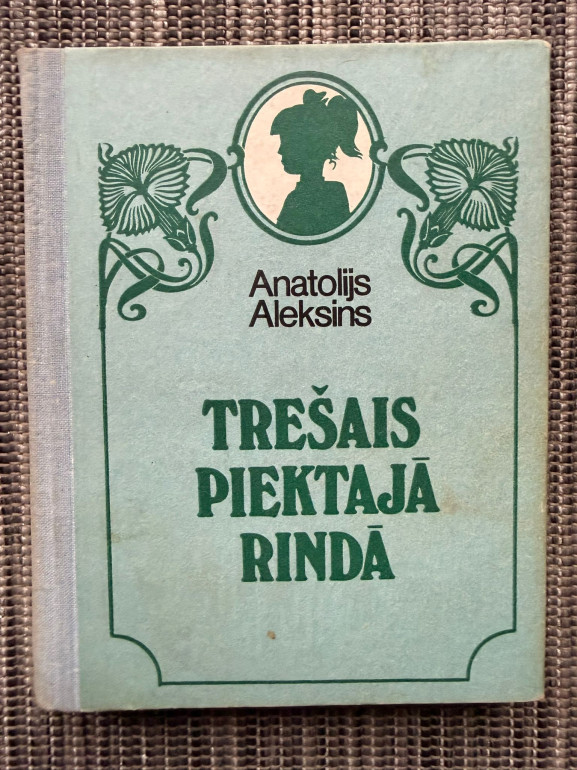 Anatolijs
Aleksins
TREŠAIS
PIEKTAJĀ
RINDĀ